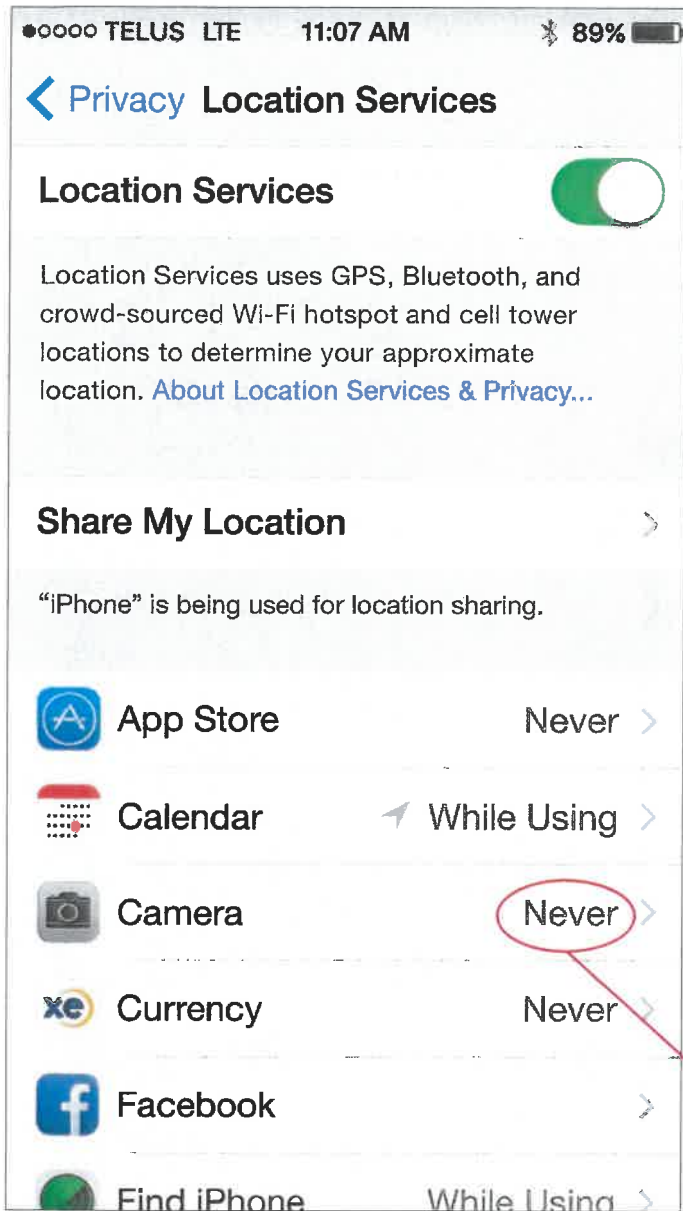 TELUS LTE 11:07 AM 89%
Privacy Location Services
Location Services
Location Services uses GPS, Bluetooth, and
crowd-sourced Wi-Fi hotspot and cell tower
locations to determine your approximate
location. About Location Services & Privacy...
Share My Location
“iPhone” is being used for location sharing.
App Store Never
Calendar While Using
Camera Never
xe Currency Never
f Facebook
Find iPhone While Using